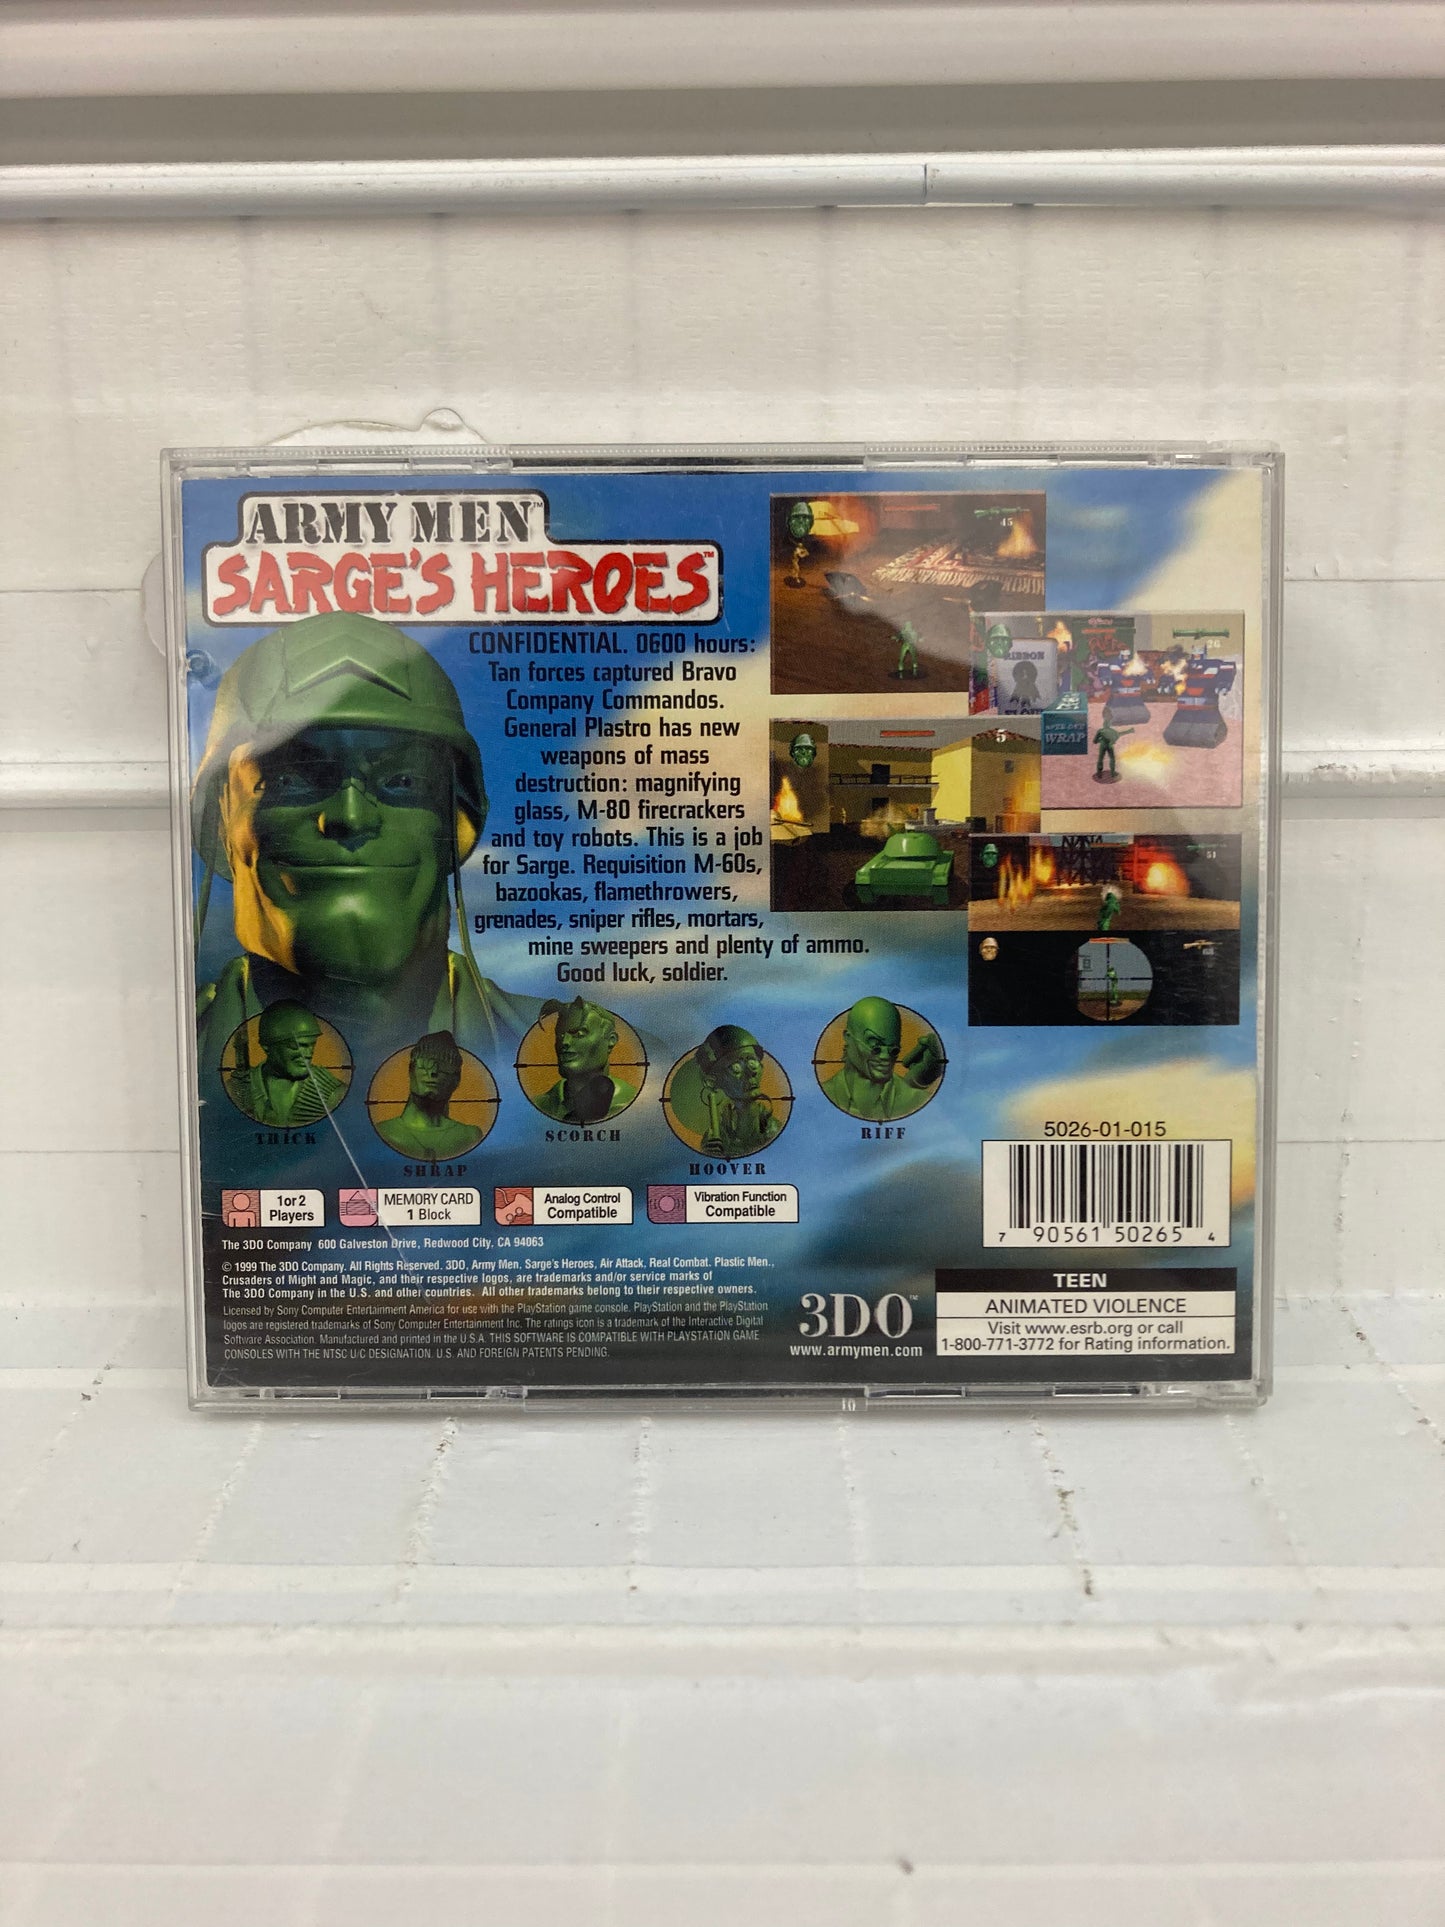 ARMY MEN™
SARGE'S HEROES™
CONFIDENTIAL. 0600 hours:
Tan forces captured Bravo
Company Commandos.
General Plastro has new
weapons of mass
destruction: magnifying
glass, M-80 firecrackers
and toy robots. This is a job
for Sarge. Requisition M-60s,
bazookas, flamethrowers,
grenades, sniper rifles, mortars,
mine sweepers and plenty of ammo.
Good luck, soldier.
45
26
RIBBON
WRAP
5
51
THICK
SHRAP
SCORCH
HOOVER
RIFF
1 or 2
Players
MEMORY CARD
1 Block
Analog Control
Compatible
Vibration Function
Compatible
The 3DO Company 600 Galveston Drive, Redwood City, CA 94063
© 1999 The 3DO Company. All Rights Reserved. 3DO, Army Men, Sarge's Heroes, Air Attack, Real Combat. Plastic Men.,
Crusaders of Might and Magic, and their respective logos, are trademarks and/or service marks of
The 3DO Company in the U.S. and other countries. All other trademarks belong to their respective owners.
Licensed by Sony Computer Entertainment America for use with the PlayStation game console. PlayStation and the PlayStation
logos are registered trademarks of Sony Computer Entertainment Inc. The ratings icon is a trademark of the Interactive Digital
Software Association. Manufactured and printed in the U.S.A. THIS SOFTWARE IS COMPATIBLE WITH PLAYSTATION GAME
CONSOLES WITH THE NTSC U/C DESIGNATION. U.S. AND FOREIGN PATENTS PENDING.
3DO™
www.armymen.com
5026-01-015
7 90561 50265 4
TEEN
ANIMATED VIOLENCE
Visit www.esrb.org or call
1-800-771-3772 for Rating information.
10